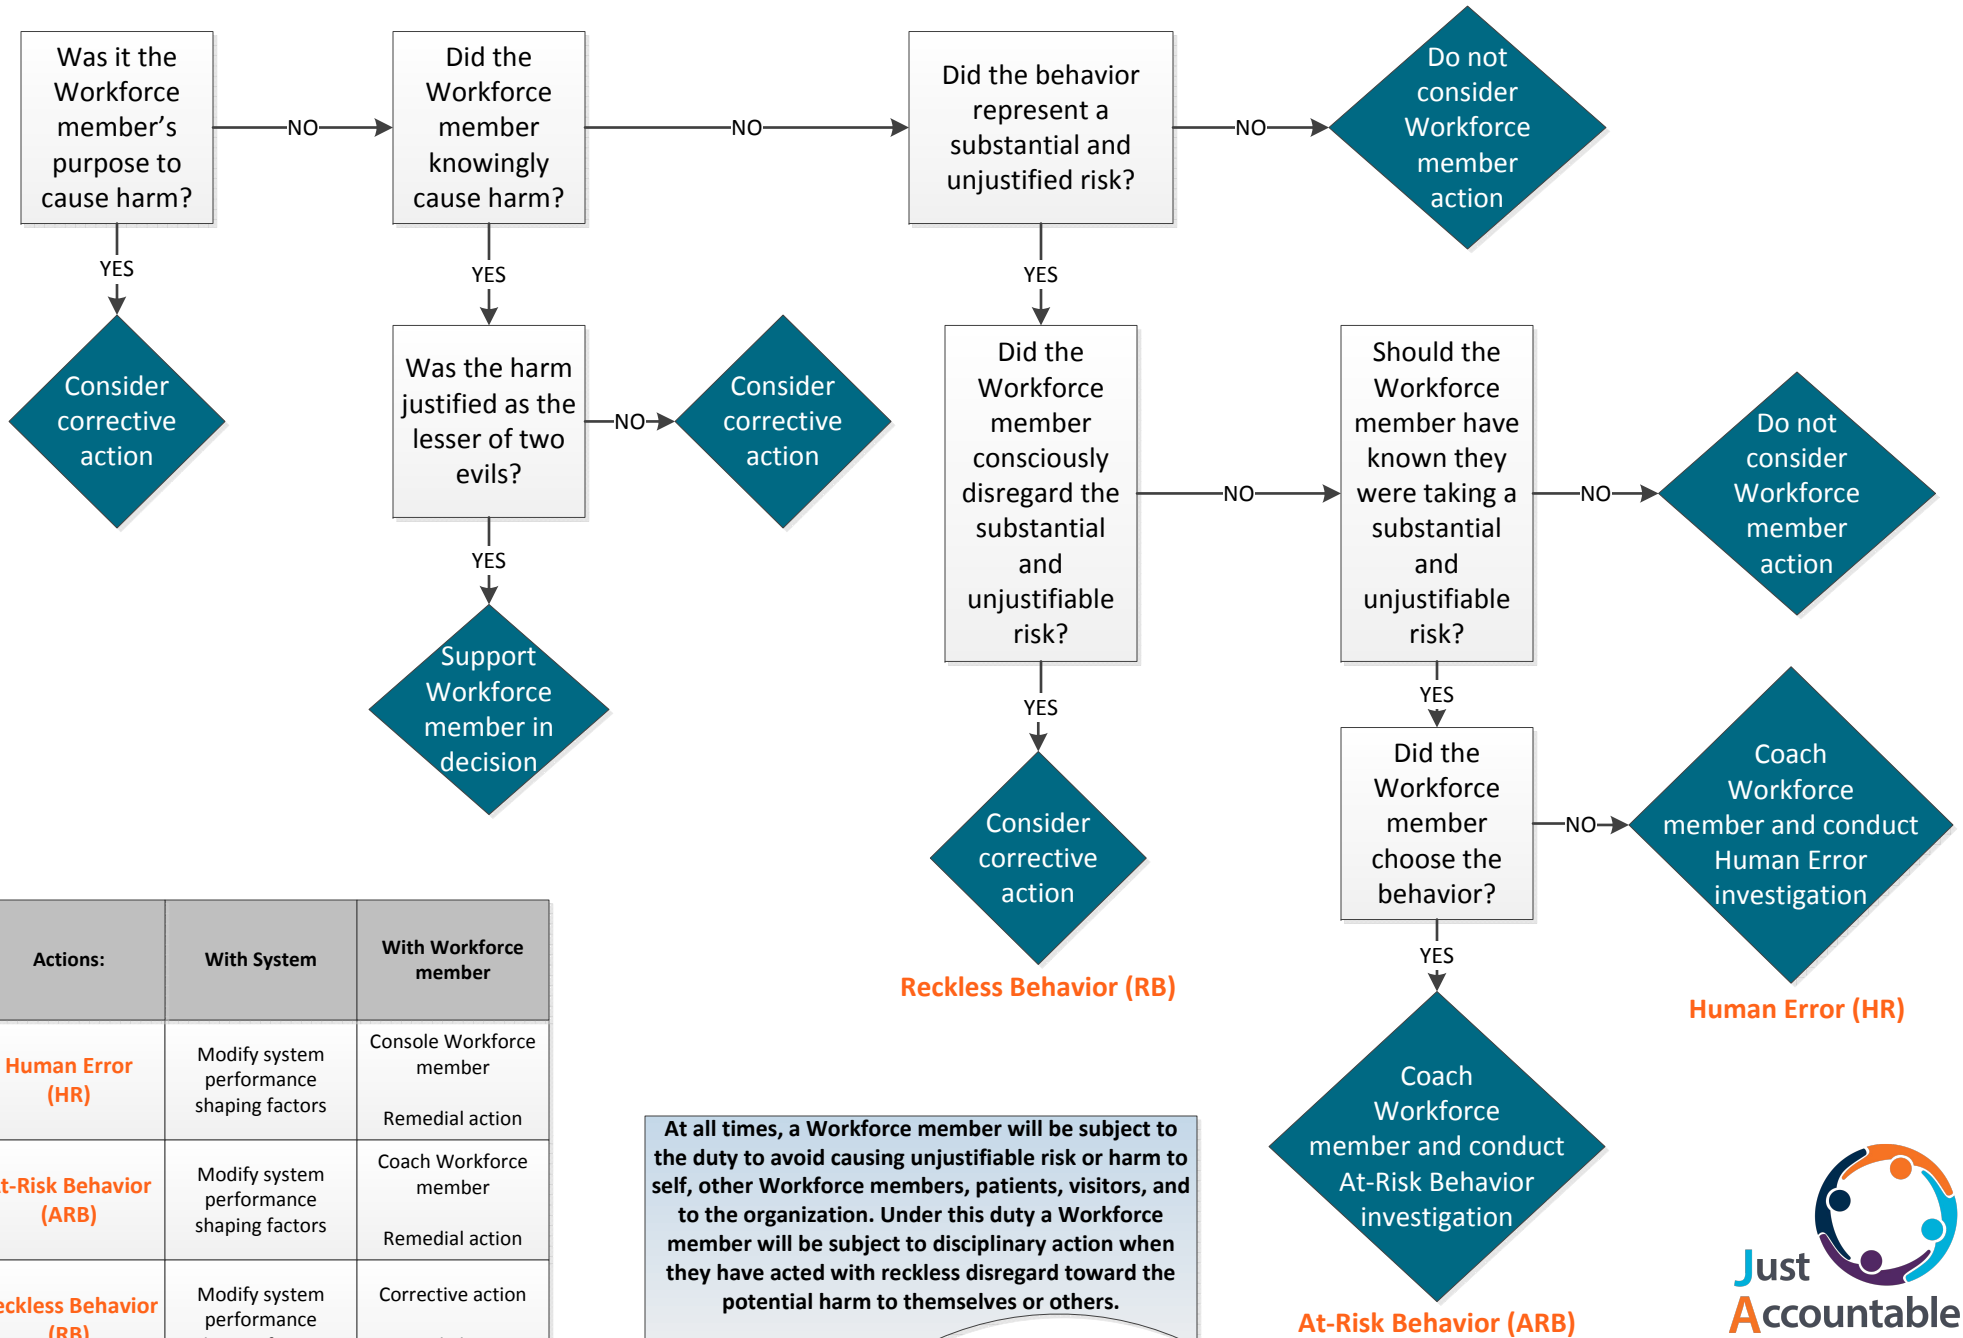 Was it the
Workforce
member’s
purpose to
cause harm?
NO
Did the
Workforce
member
knowingly
cause harm?
NO
Did the behavior
represent a
substantial and
unjustified risk?
NO
Do not
consider
Workforce
member
action
YES
YES
YES
Consider
corrective
action
Was the harm
justified as the
lesser of two
evils?
NO
Consider
corrective
action
Did the
Workforce
member
consciously
disregard the
substantial
and
unjustifiable
risk?
NO
Should the
Workforce
member have
known they
were taking a
substantial
and
unjustifiable
risk?
NO
Do not
consider
Workforce
member
action
YES
Support
Workforce
member in
decision
YES
Consider
corrective
action
Reckless Behavior (RB)
YES
Did the
Workforce
member
choose the
behavior?
NO
Coach
Workforce
member and conduct
Human Error
investigation
Human Error (HR)
YES
Coach
Workforce
member and conduct
At-Risk Behavior
investigation
At-Risk Behavior (ARB)
Actions:
With System
With Workforce
member
Human Error
(HR)
Modify system
performance
shaping factors
Console Workforce
member
Remedial action
t-Risk Behavior
(ARB)
Modify system
performance
shaping factors
Coach Workforce
member
Remedial action
eckless Behavior
(RB)
Modify system
performance
Corrective action
At all times, a Workforce member will be subject to
the duty to avoid causing unjustifiable risk or harm to
self, other Workforce members, patients, visitors, and
to the organization. Under this duty a Workforce
member will be subject to disciplinary action when
they have acted with reckless disregard toward the
potential harm to themselves or others.
Just
Accountable